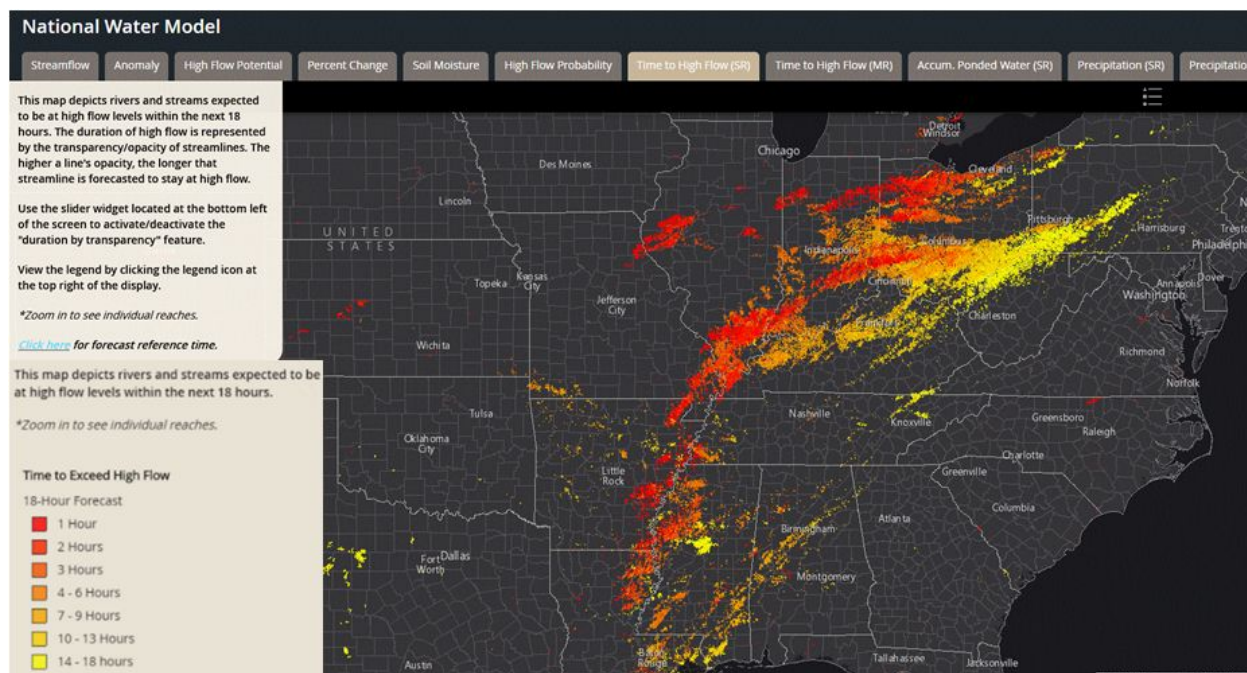 National Water Model
Streamflow
Anomaly
High Flow Potential
Percent Change
Soil Moisture
High Flow Probability
Time to High Flow (SR)
Time to High Flow (MR)
Accum. Ponded Water (SR)
Precipitation (SR)
Precipitatio
This map depicts rivers and streams expected
to be at high flow levels within the next 18
hours. The duration of high flow is represented
by the transparency/opacity of streamlines. The
higher a line's opacity, the longer that
streamline is forecasted to stay at high flow.
Use the slider widget located at the bottom left
of the screen to activate/deactivate the
"duration by transparency" feature.
View the legend by clicking the legend icon at
the top right of the display.
*Zoom in to see individual reaches.
Click here for forecast reference time.
This map depicts rivers and streams expected to be
at high flow levels within the next 18 hours.
*Zoom in to see individual reaches.
Time to Exceed High Flow
18-Hour Forecast
1 Hour
2 Hours
3 Hours
4 - 6 Hours
7 - 9 Hours
10 - 13 Hours
14 - 18 hours
Detroit
Windsor
Chicago
Des Moines
Cleveland
Lincoln
UNITED
STATES
Pittsburgh
Harrisburg
Trento
Philadelphi
Indianapolis
Columbus
Topeka
Kansas
City
Jefferson
City
Cincinnati
Annapolis
Dover
Washington
Charleston
Frankfort
Wichita
Richmond
Norfolk
Tulsa
Nashville
Knoxville
Greensboro
Raleigh
Oklahoma
City
Charlotte
Little
Rock
Greenville
Columbia
Atlanta
Birmingham
Fort
Worth
Dallas
Montgomery
Austin
Baton
Rouge
Tallahassee
Jacksonville